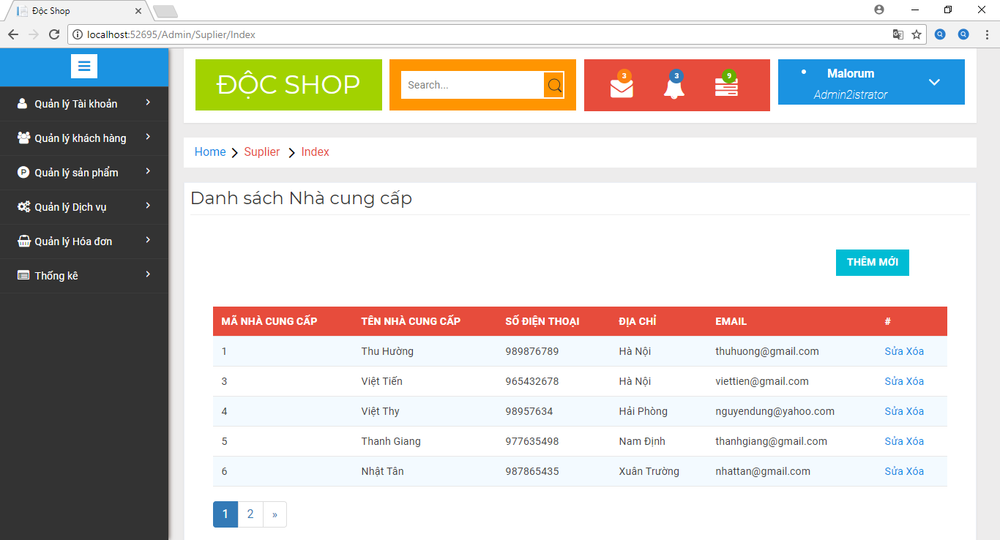 Độc Shop
localhost:52695/Admin/Suplier/Index
ĐỘC SHOP
Search...
3
3
9
Malorum
Admin2istrator
Quản lý Tài khoản
Quản lý khách hàng
Quản lý sản phẩm
Quản lý Dịch vụ
Quản lý Hóa đơn
Thống kê
Home Suplier Index
Danh sách Nhà cung cấp
THÊM MỚI
MÃ NHÀ CUNG CẤP TÊN NHÀ CUNG CẤP SỐ ĐIỆN THOẠI ĐỊA CHỈ EMAIL #
1 Thu Hường 989876789 Hà Nội thuhuong@gmail.com Sửa Xóa
3 Việt Tiến 965432678 Hà Nội viettien@gmail.com Sửa Xóa
4 Việt Thy 98957634 Hải Phòng nguyendung@yahoo.com Sửa Xóa
5 Thanh Giang 977635498 Nam Định thanhgiang@gmail.com Sửa Xóa
6 Nhật Tân 987865435 Xuân Trường nhattan@gmail.com Sửa Xóa
1 2 »